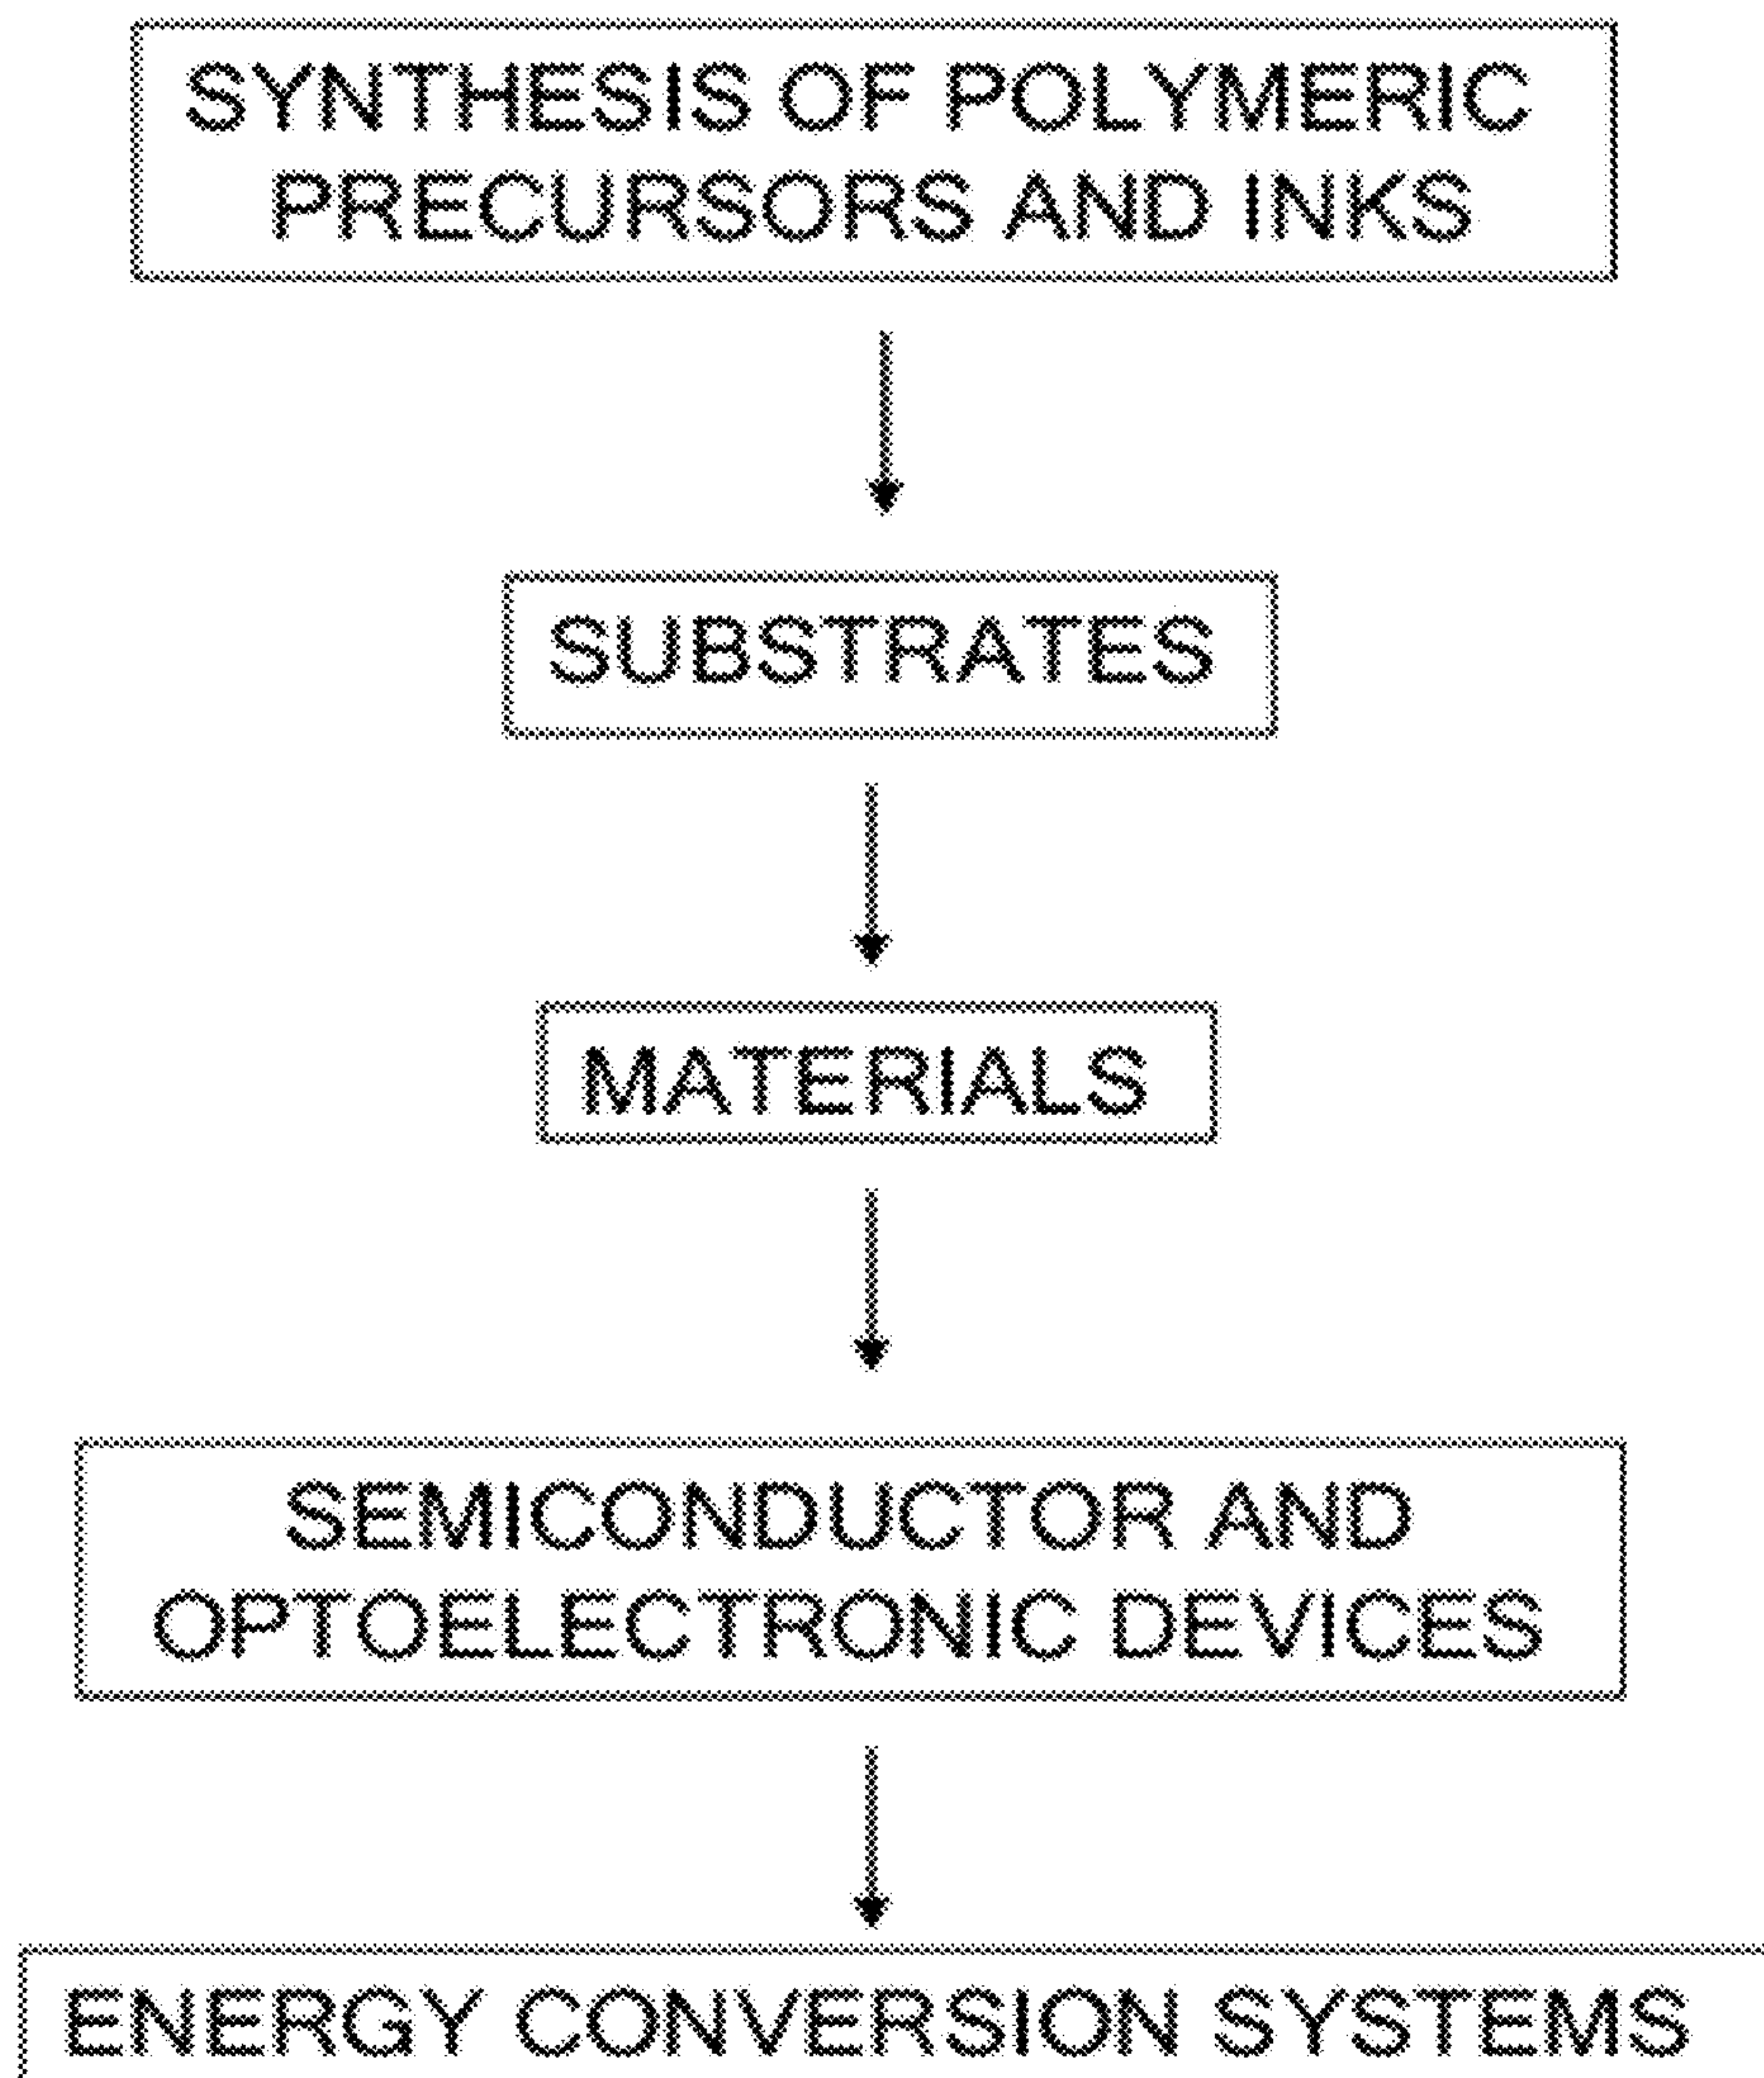 SYNTHESIS OF POLYMERIC
PRECURSORS AND INKS
SUBSTRATES
MATERIALS
SEMICONDUCTOR AND
OPTOELECTRONIC DEVICES
ENERGY CONVERSION SYSTEMS